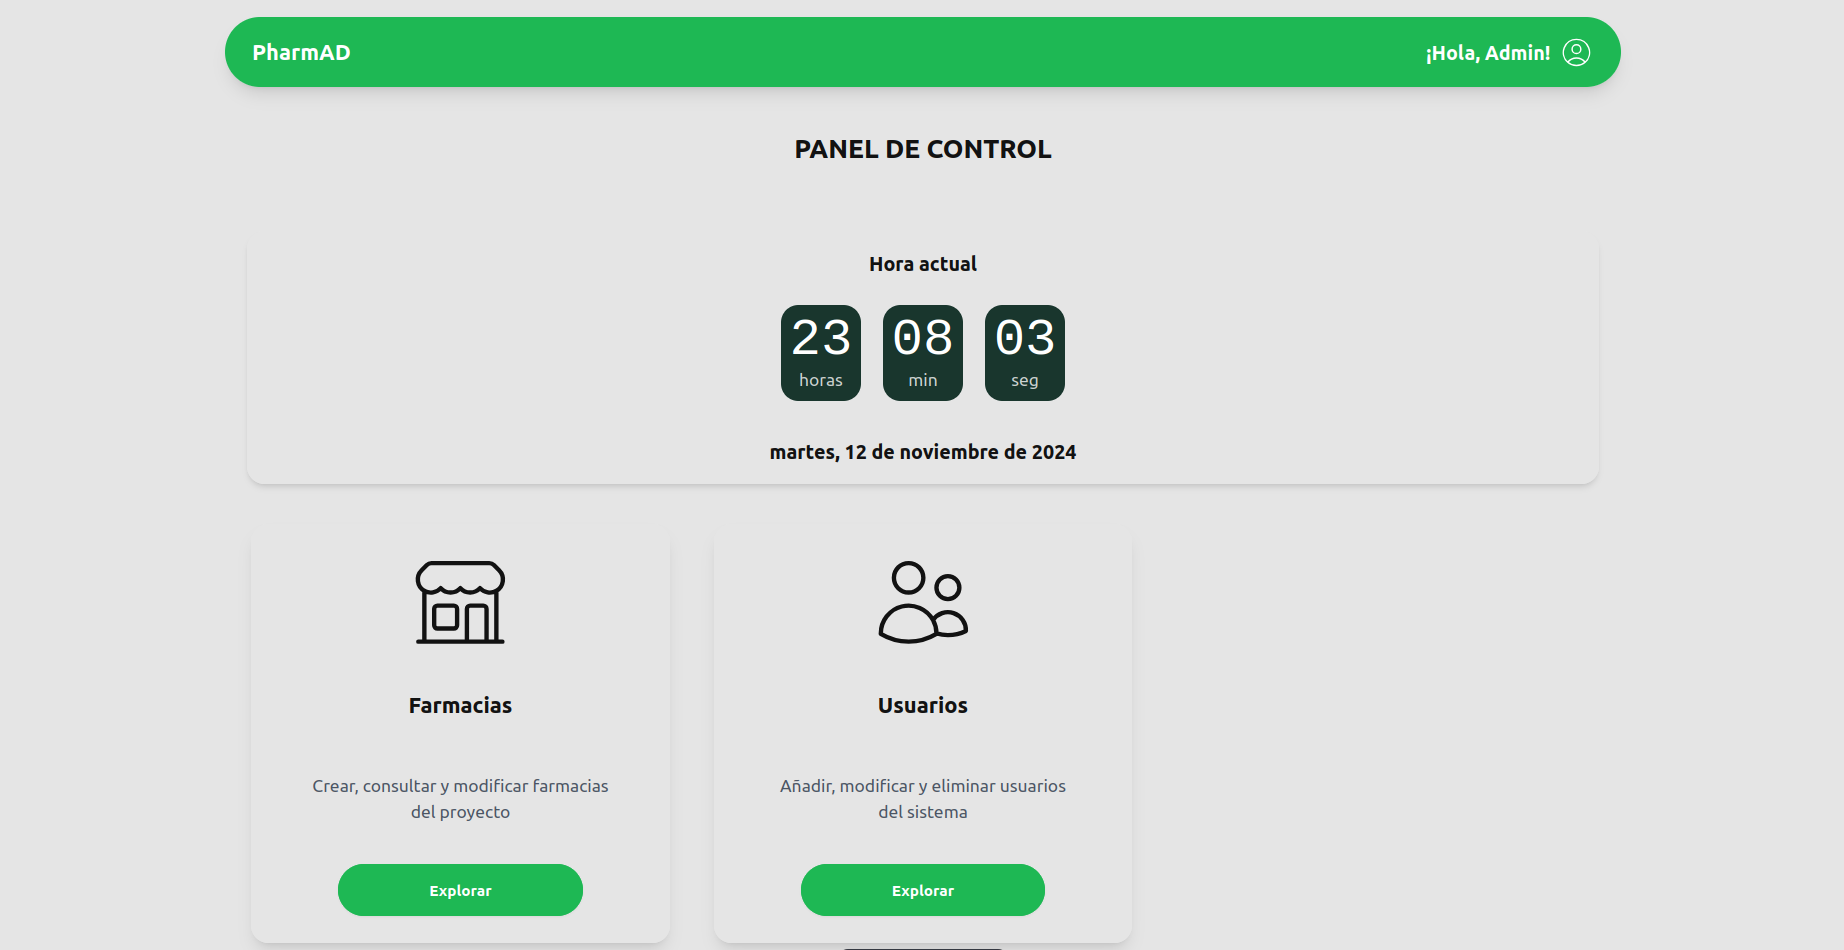 PharmAD
¡Hola, Admin!
PANEL DE CONTROL
Hora actual
23 08 03
horas min seg
martes, 12 de noviembre de 2024
Farmacias
Crear, consultar y modificar farmacias
del proyecto
Explorar
Usuarios
Añadir, modificar y eliminar usuarios
del sistema
Explorar